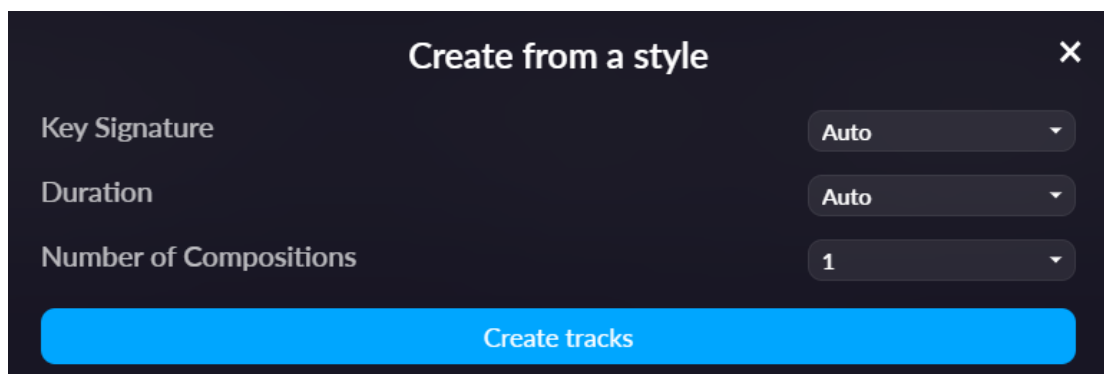 Create from a style
Key Signature Auto
Duration Auto
Number of Compositions 1
Create tracks